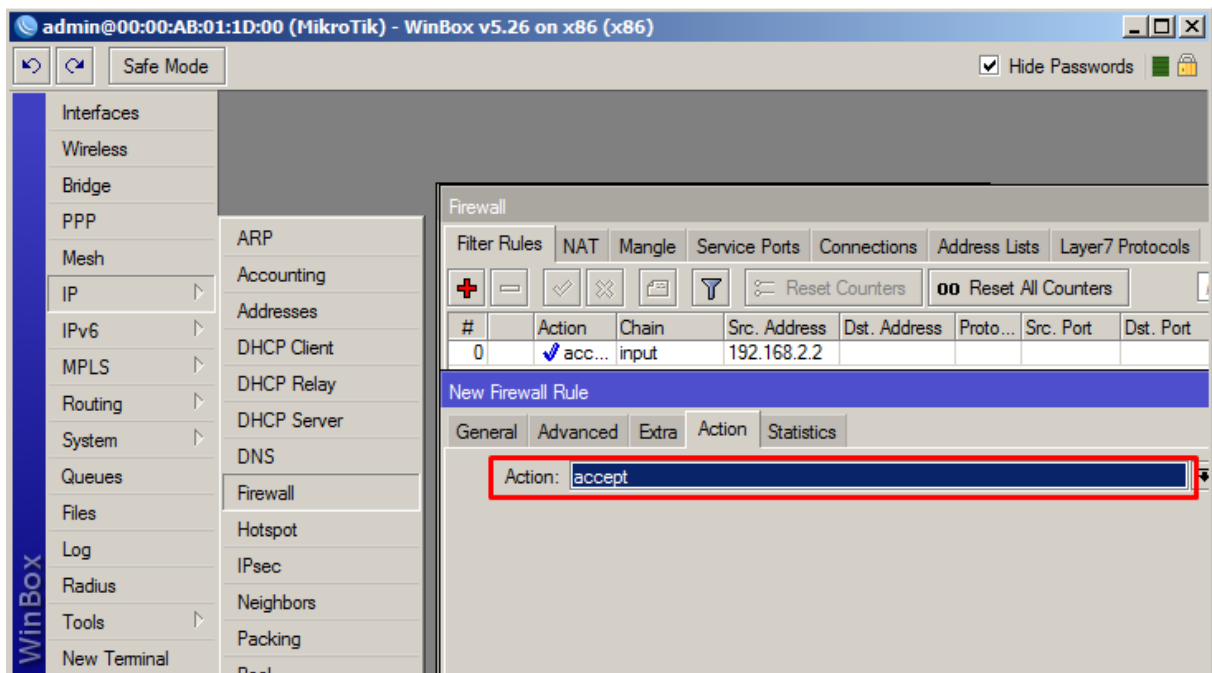 admin@00:00:AB:01:1D:00 (MikroTik) - WinBox v5.26 on x86 (x86)
Safe Mode
Hide Passwords
Interfaces
Wireless
Bridge
PPP
Mesh
IP
IPv6
MPLS
Routing
System
Queues
Files
Log
Radius
Tools
New Terminal
WinBox
ARP
Accounting
Addresses
DHCP Client
DHCP Relay
DHCP Server
DNS
Firewall
Hotspot
IPsec
Neighbors
Packing
Firewall
Filter Rules NAT Mangle Service Ports Connections Address Lists Layer7 Protocols
Reset Counters 00 Reset All Counters
# Action Chain Src. Address Dst. Address Proto... Src. Port Dst. Port
0 acc... input 192.168.2.2
New Firewall Rule
General Advanced Extra Action Statistics
Action: accept